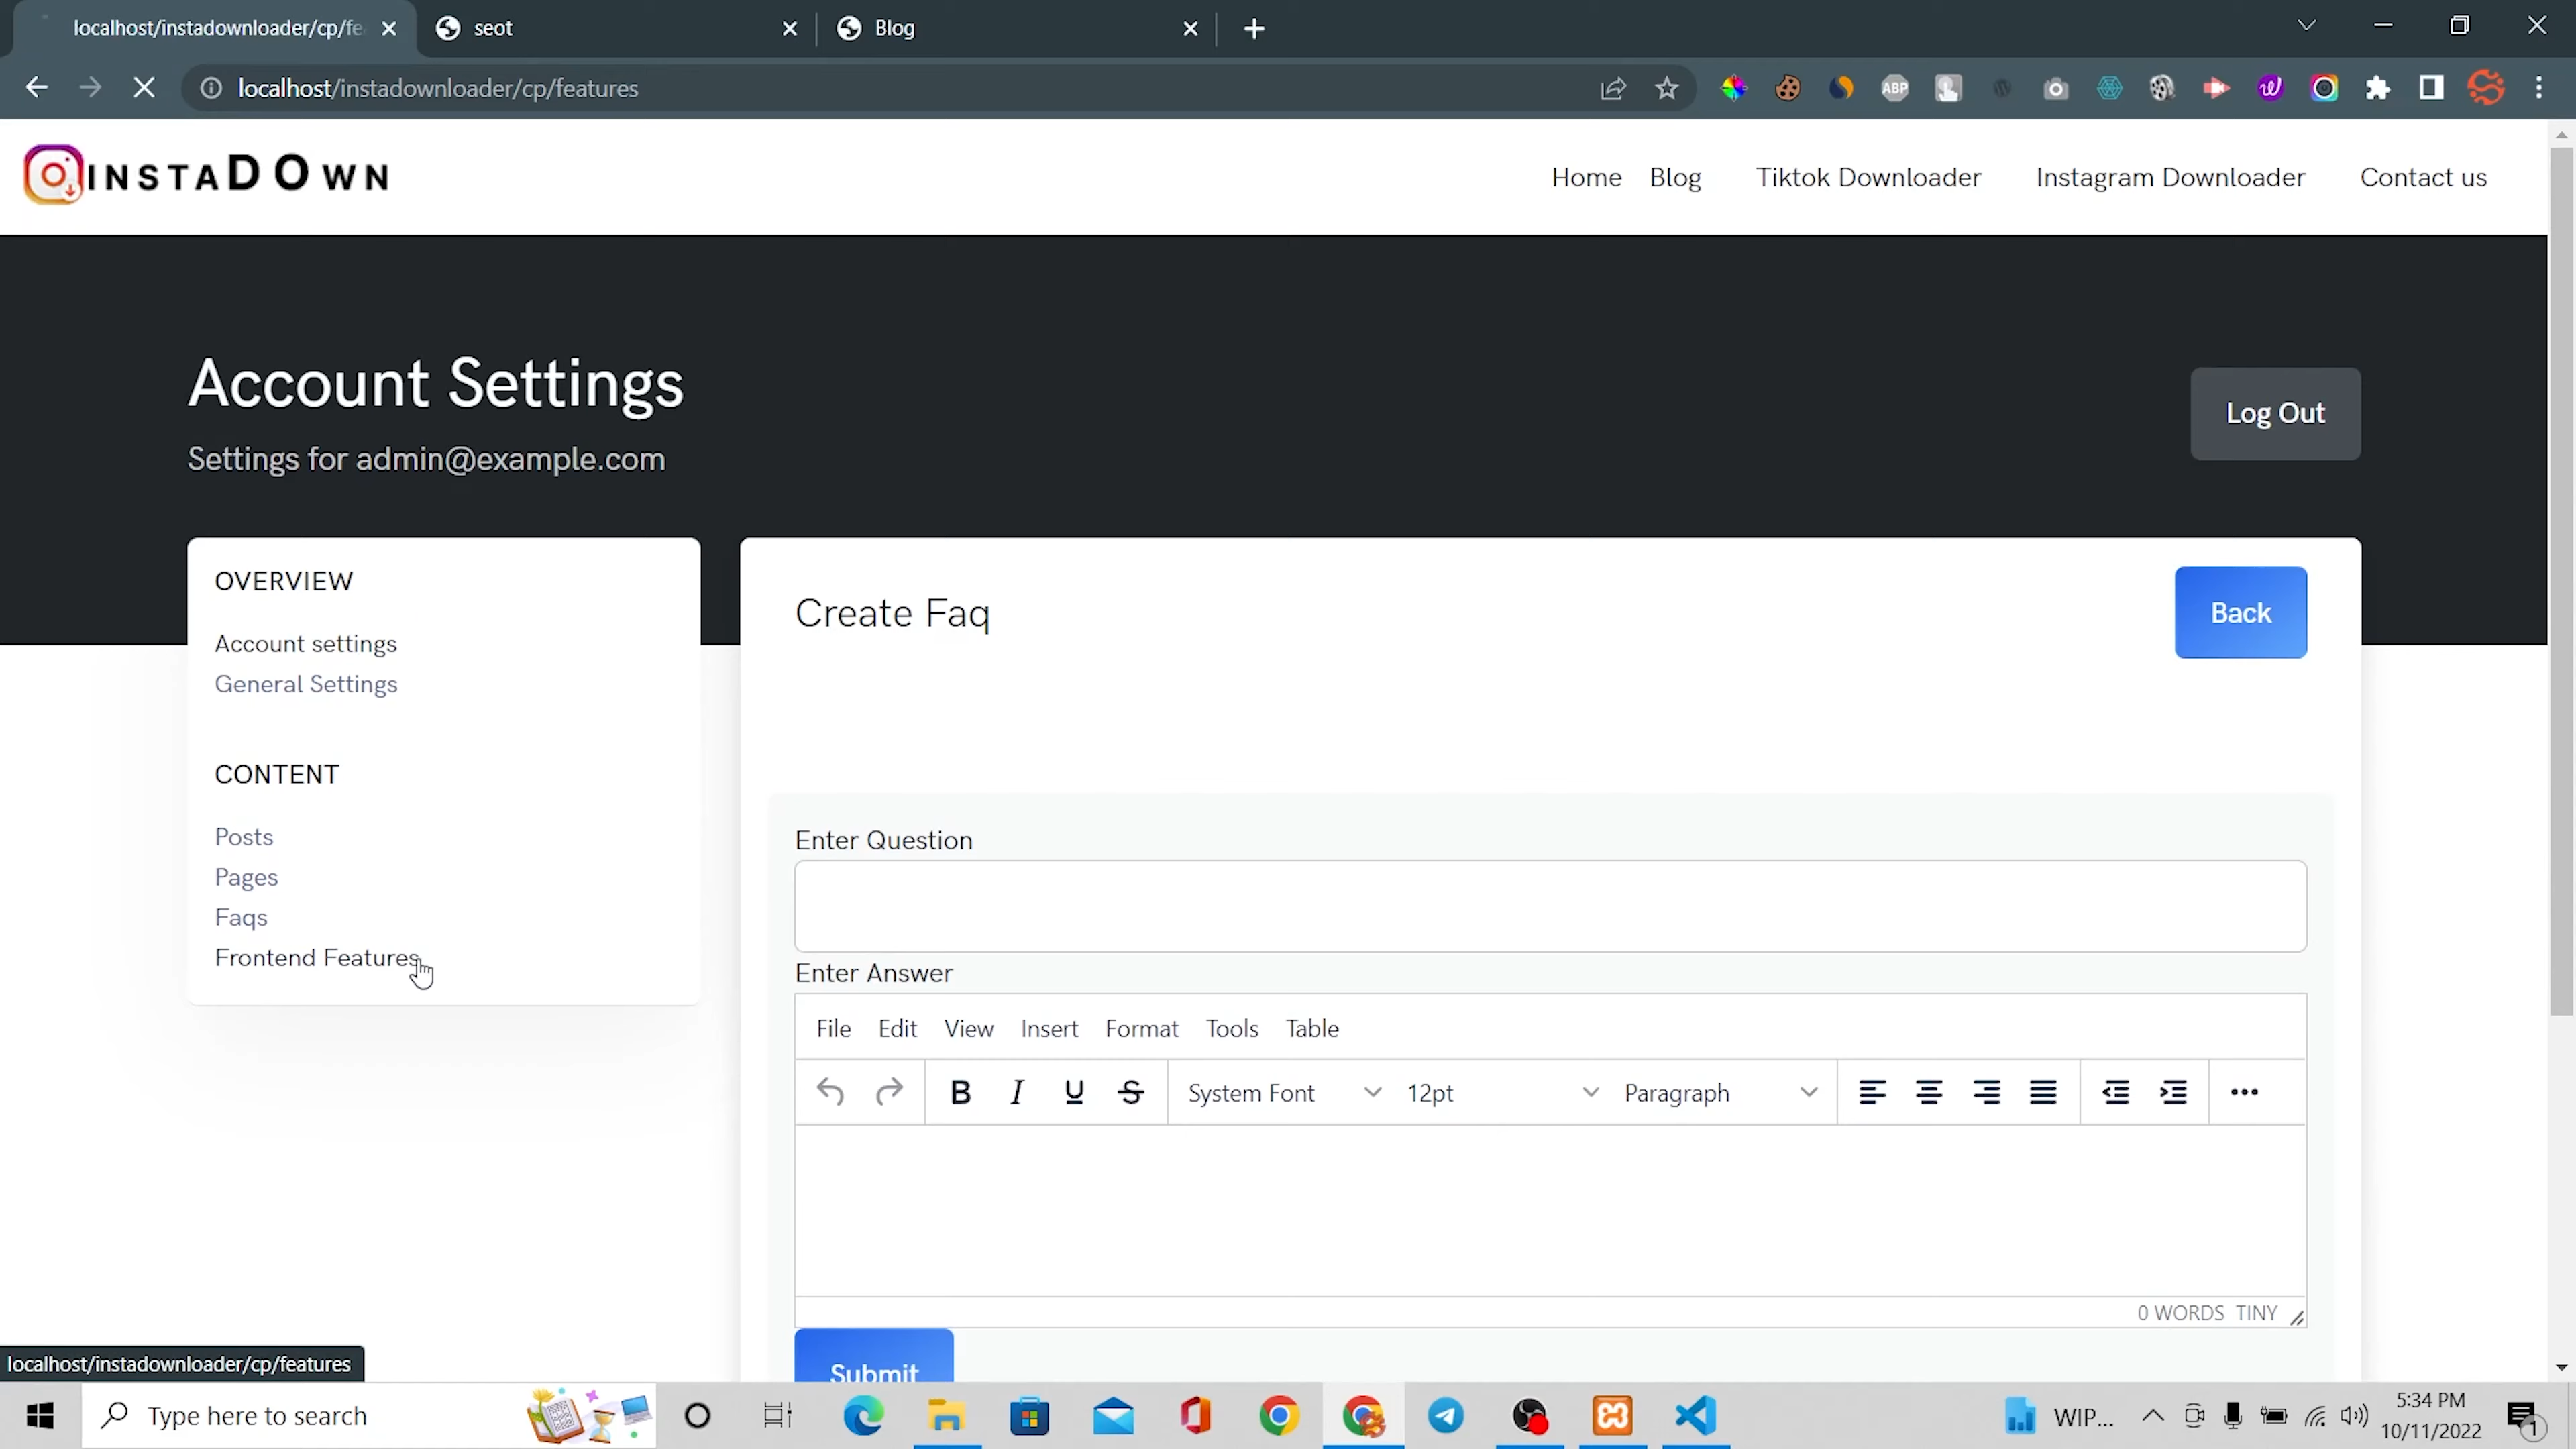 localhost/instadownloader/cp/fe
seot
Blog
localhost/instadownloader/cp/features
ABP
INSTADOWN
Home
Blog
Tiktok Downloader
Instagram Downloader
Contact us
Account Settings
Settings for admin@example.com
Log Out
OVERVIEW
Account settings
General Settings
CONTENT
Posts
Pages
Faqs
Frontend Features
Create Faq
Back
Enter Question
Enter Answer
File Edit View Insert Format Tools Table
B I U S System Font 12pt Paragraph
0 WORDS TINY
Submit
localhost/instadownloader/cp/features
Type here to search
WIP...
5:34 PM
10/11/2022
1